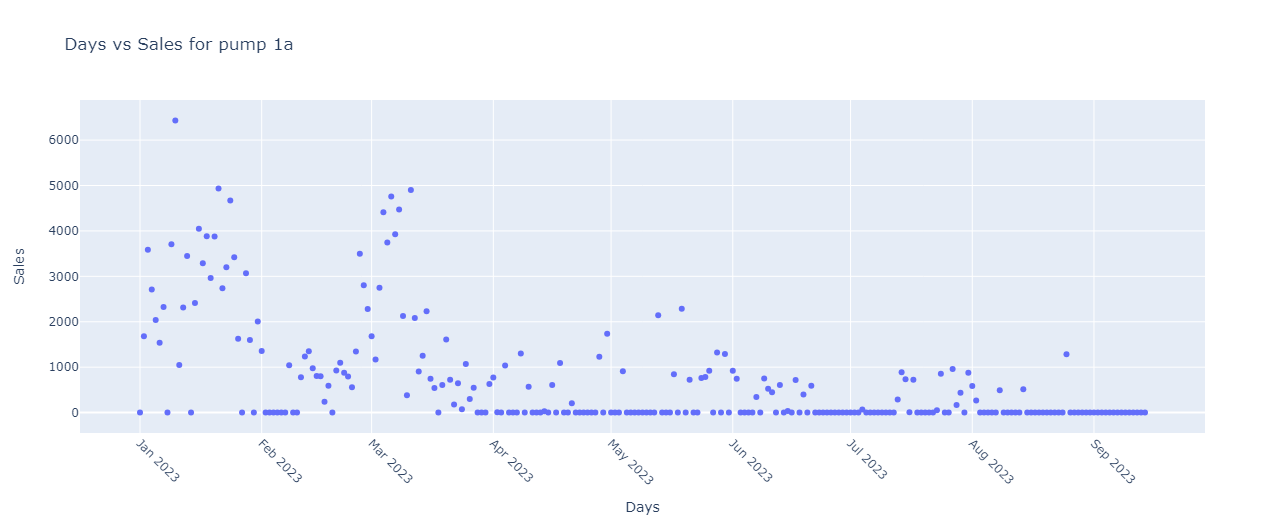 Days vs Sales for pump 1a
Sales
6000
5000
4000
3000
2000
1000
0
Jan 2023
Feb 2023
Mar 2023
Apr 2023
May 2023
Jun 2023
Jul 2023
Aug 2023
Sep 2023
Days